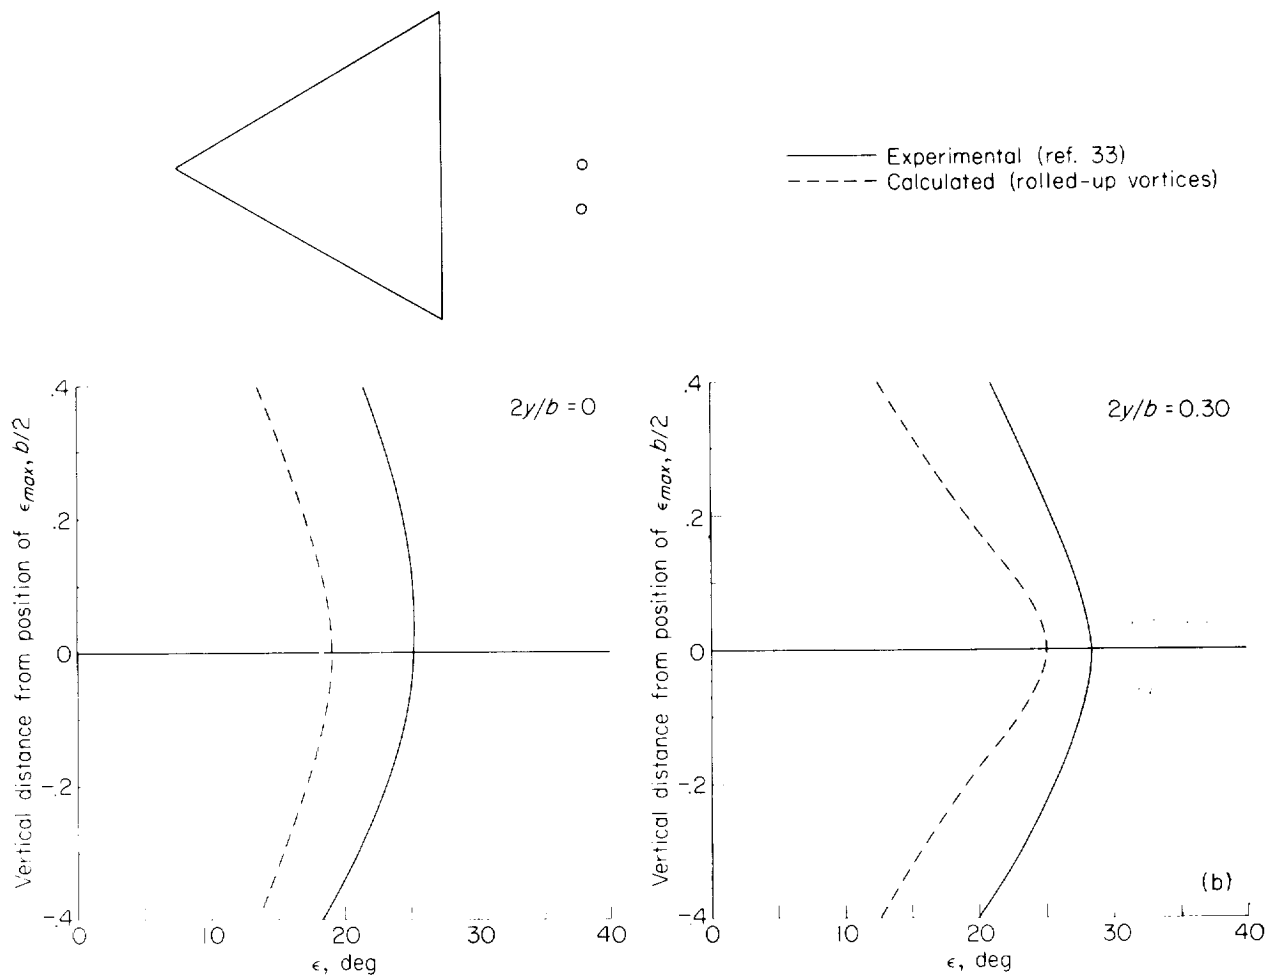 Experimental (ref. 33)
Calculated (rolled-up vortices)
2y/b = 0
Vertical distance from position of ϵmax, b/2
.4
.2
0
-.2
-.4
0 10 20 30 40
ϵ, deg
2y/b = 0.30
Vertical distance from position of ϵmax, b/2
.4
.2
0
-.2
-.4
0 10 20 30 40
ϵ, deg
(b)